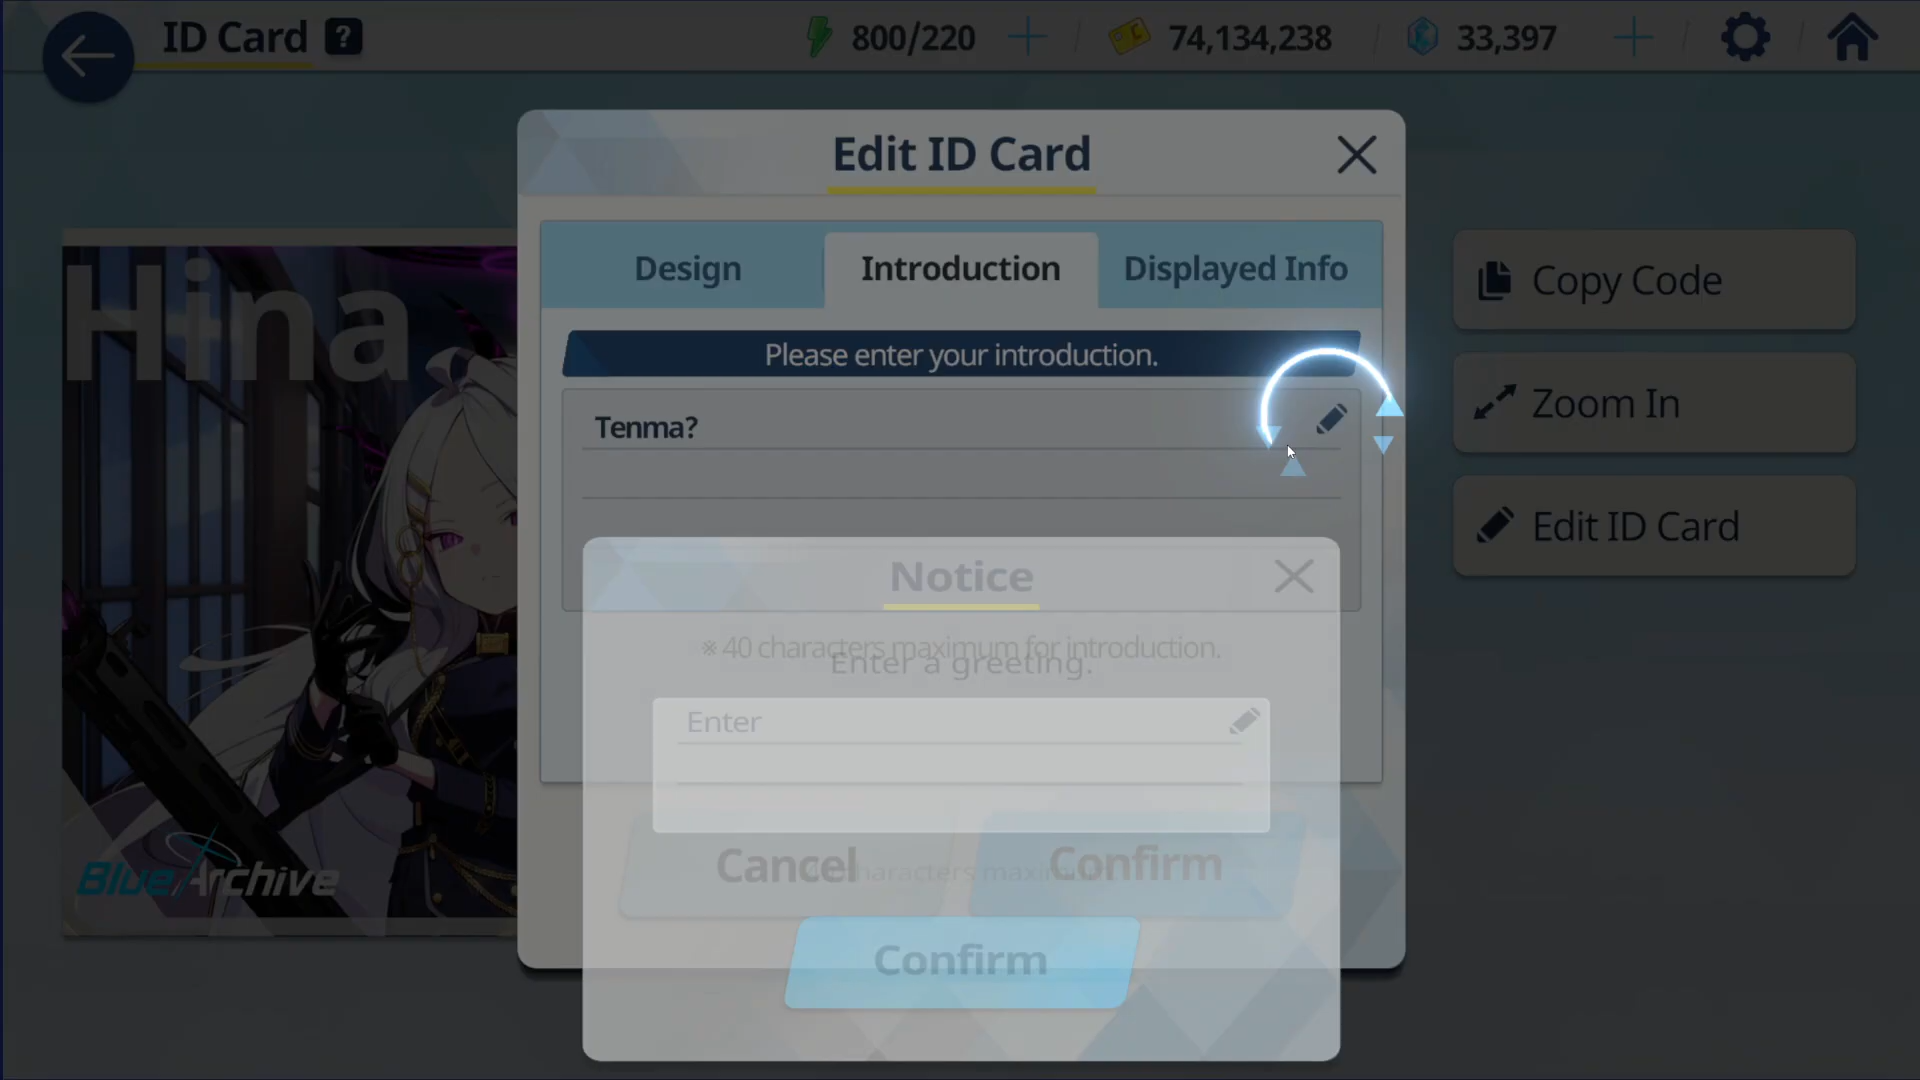 ID Card ?
800/220
74,134,238
33,397
Edit ID Card
Design
Introduction
Displayed Info
Please enter your introduction.
Tenma?
Copy Code
Zoom In
Edit ID Card
Hina
Blue Archive
Notice
※ 40 characters maximum for introduction.
Enter a greeting.
Enter
Cancel
Confirm
characters maximum
Confirm